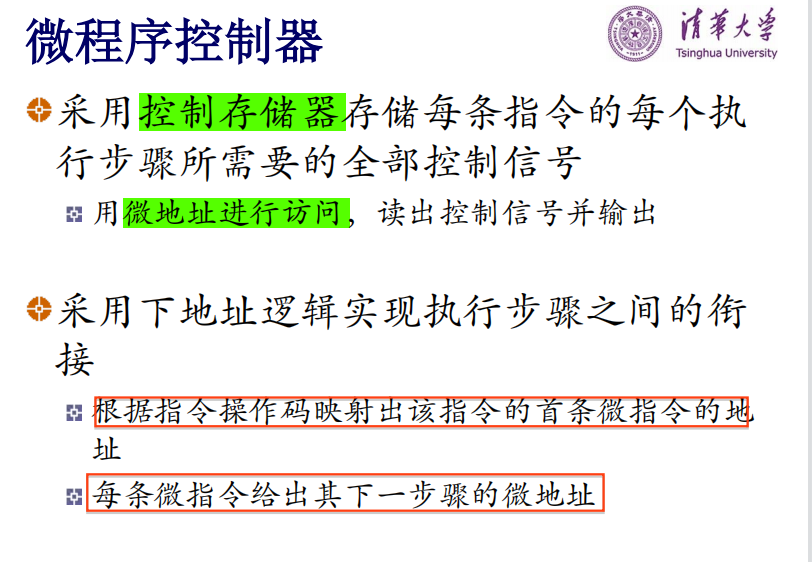 微程序控制器
清华大学
Tsinghua University
采用控制存储器存储每条指令的每个执
行步骤所需要的全部控制信号
用微地址进行访问，读出控制信号并输出
采用下地址逻辑实现执行步骤之间的衔
接
根据指令操作码映射出该指令的首条微指令的地
址
每条微指令给出其下一步骤的微地址